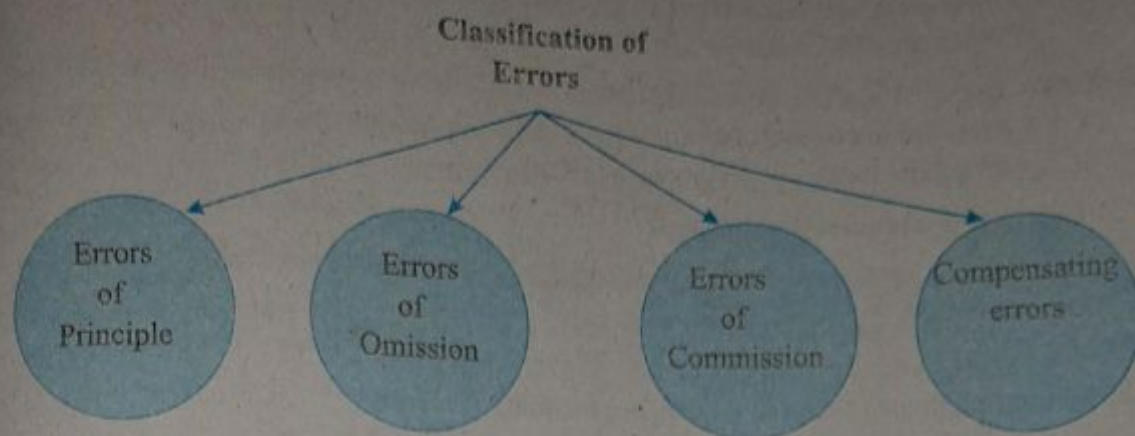 Classification of
Errors
Errors
of
Principle
Errors
of
Omission
Errors
of
Commission
Compensating
errors